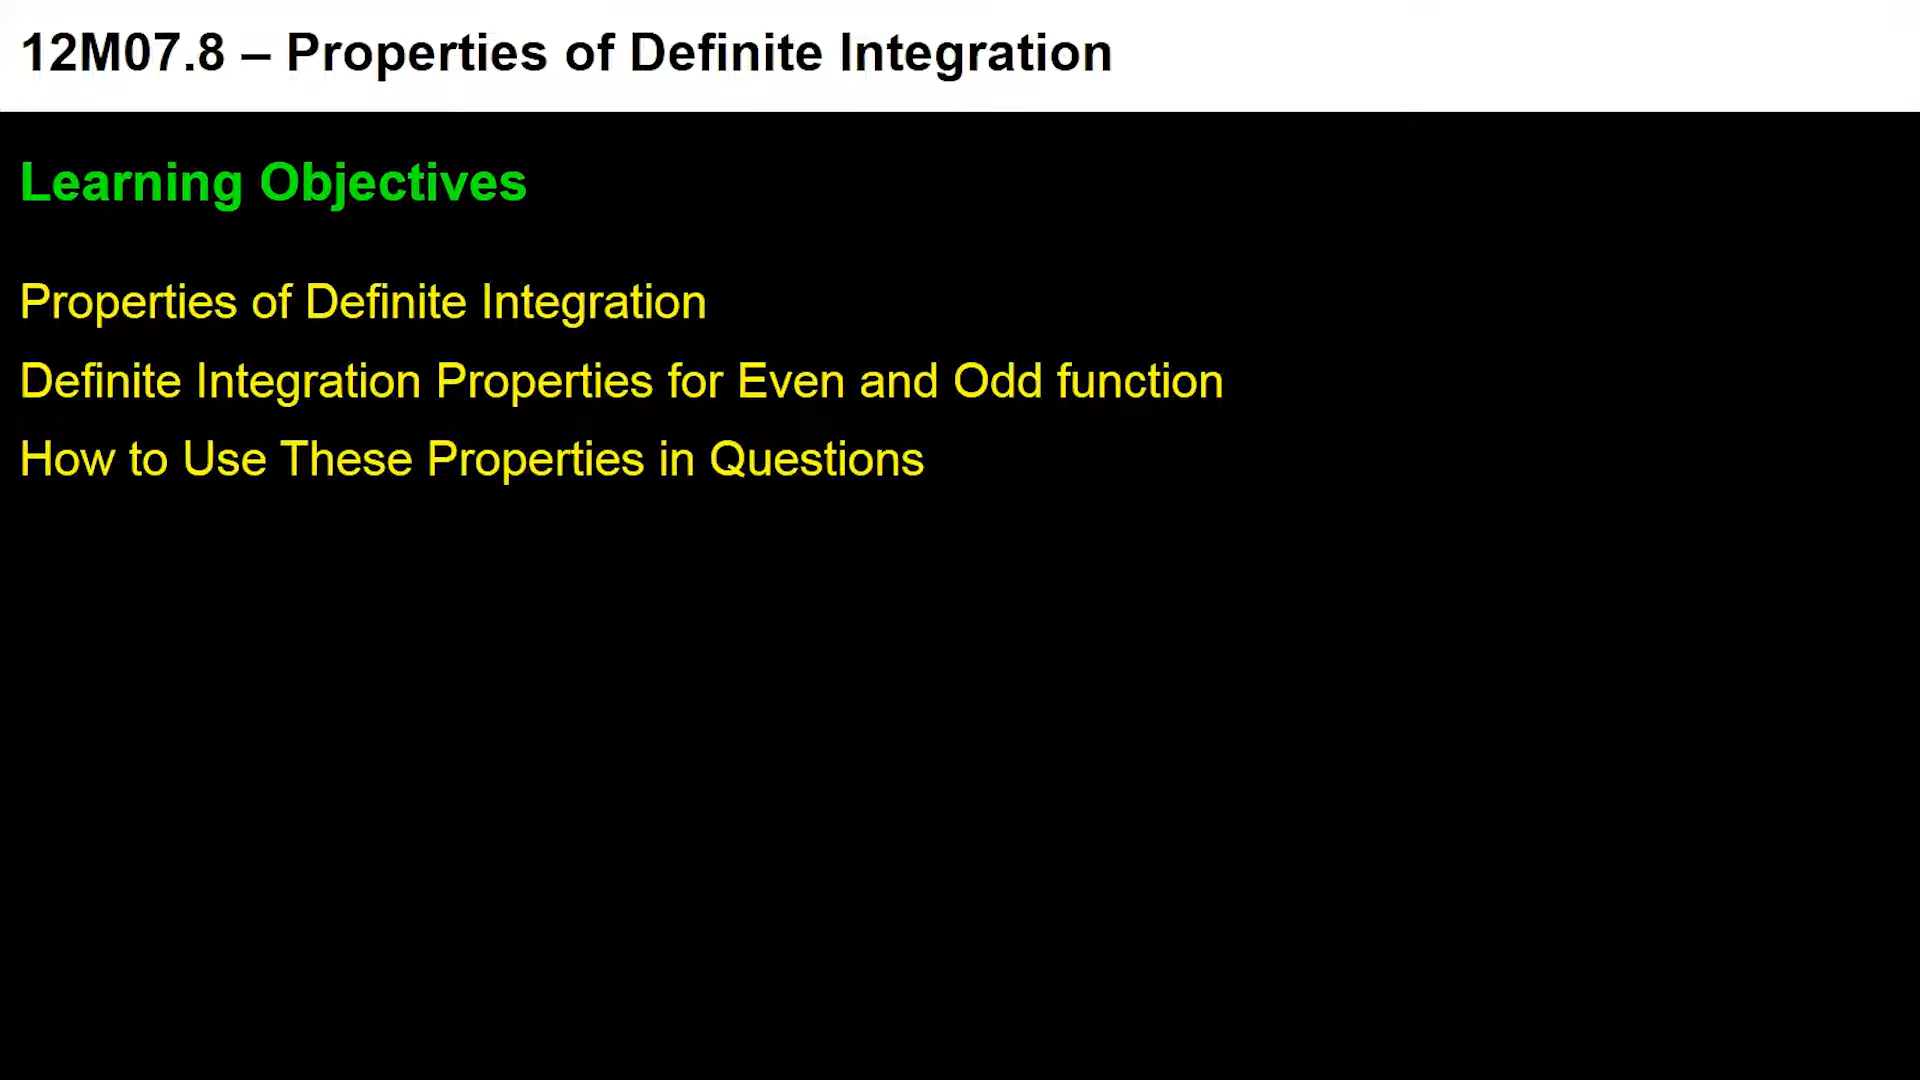 12M07.8 – Properties of Definite Integration
Learning Objectives
Properties of Definite Integration
Definite Integration Properties for Even and Odd function
How to Use These Properties in Questions